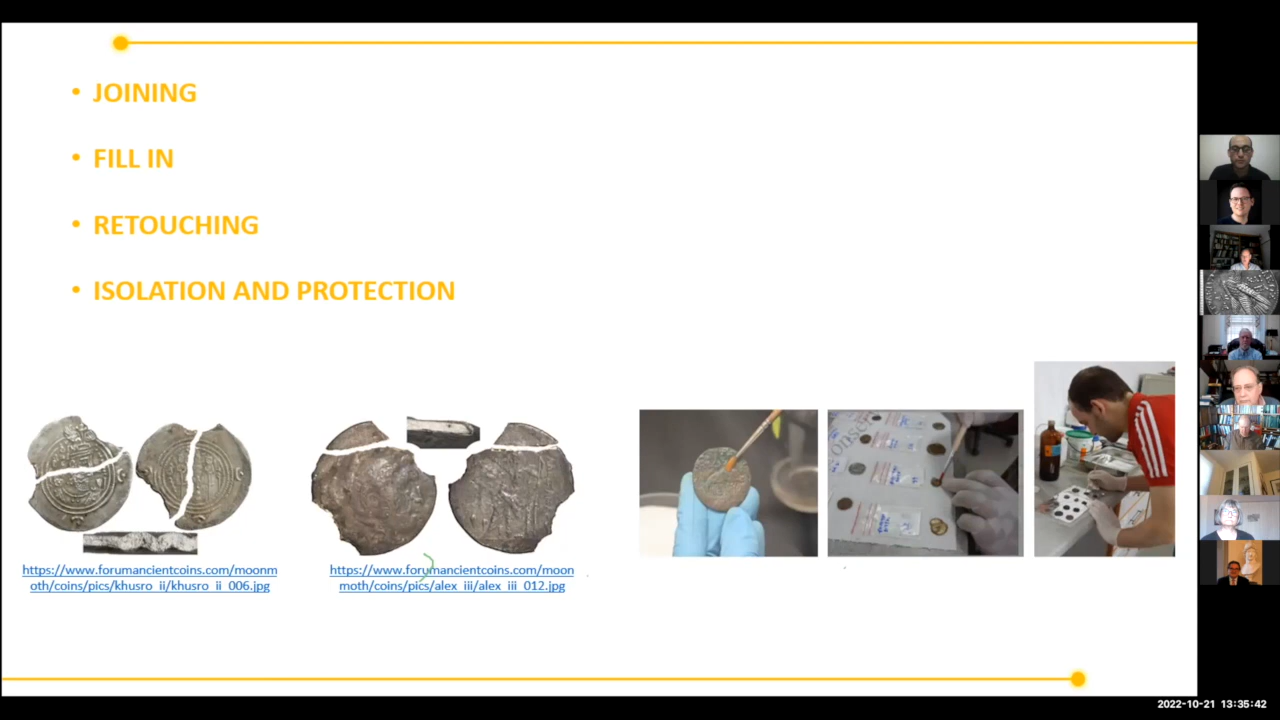 • JOINING
• FILL IN
• RETOUCHING
• ISOLATION AND PROTECTION
https://www.forumancientcoins.com/moonm
oth/coins/pics/khusro_ii/khusro_ii_006.jpg
https://www.forumancientcoins.com/moon
moth/coins/pics/alex_iii/alex_iii_012.jpg
2022-10-21 13:35:42